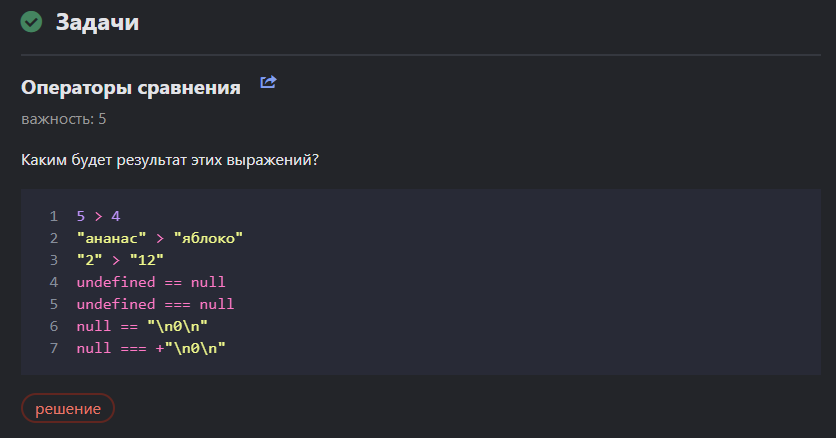 Задачи
Операторы сравнения
важность: 5
Каким будет результат этих выражений?
1 5 > 4
2 "ананас" > "яблоко"
3 "2" > "12"
4 undefined == null
5 undefined === null
6 null == "\n0\n"
7 null === +"\n0\n"
решение